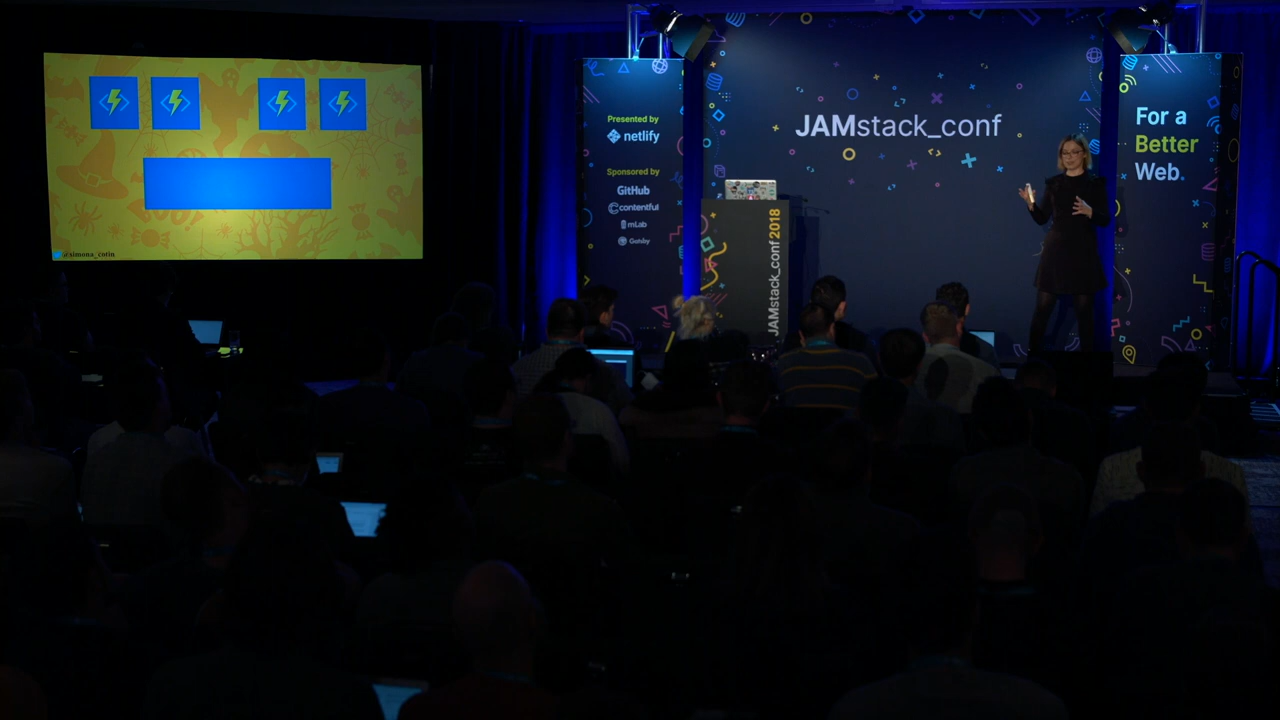 @simona_cotin
Presented by
netlify
Sponsored by
GitHub
contentful
mLab
Gatsby
JAMstack_conf 2018
JAMstack_conf
For a
Better
Web.